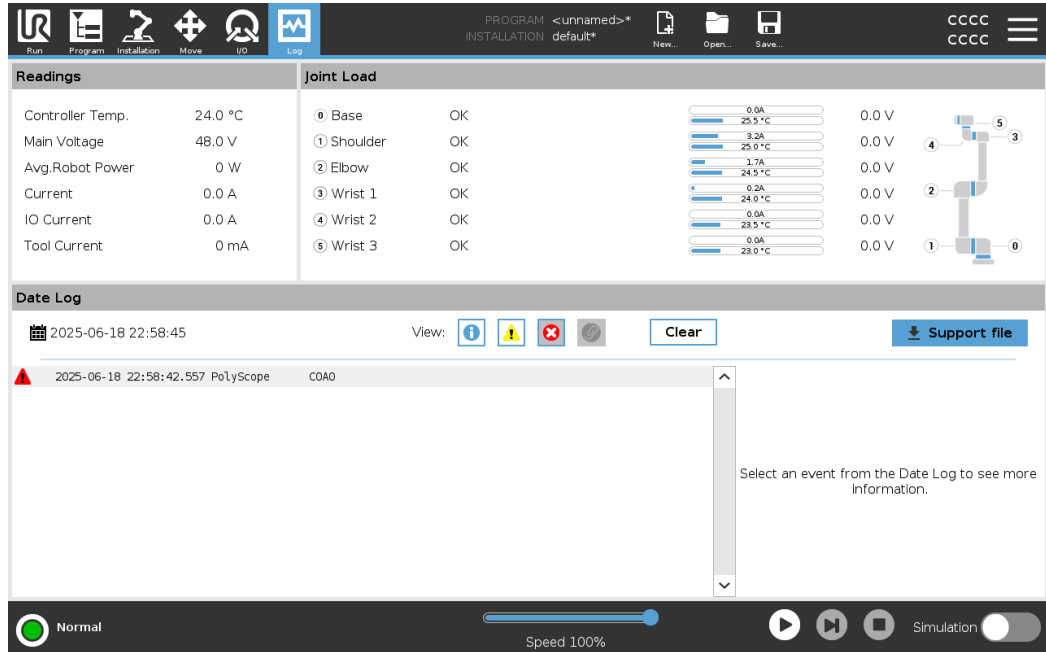 PROGRAM <unnamed>*
INSTALLATION default*
CCCC
CCCC
Run Program Installation Move I/O Log New... Open... Save...
Readings
Joint Load
Controller Temp. 24.0 °C
Main Voltage 48.0 V
Avg.Robot Power 0 W
Current 0.0 A
IO Current 0.0 A
Tool Current 0 mA
0 Base OK 0.0A 25.5 °C 0.0 V
1 Shoulder OK 3.2A 25.0 °C 0.0 V
2 Elbow OK 1.7A 24.5 °C 0.0 V
3 Wrist 1 OK 0.2A 24.0 °C 0.0 V
4 Wrist 2 OK 0.0A 23.5 °C 0.0 V
5 Wrist 3 OK 0.0A 23.0 °C 0.0 V
5
3
4
2
1 0
Date Log
2025-06-18 22:58:45 View: Clear Support file
2025-06-18 22:58:42.557 PolyScope C0A0
Select an event from the Date Log to see more
information.
Normal
Speed 100%
Simulation